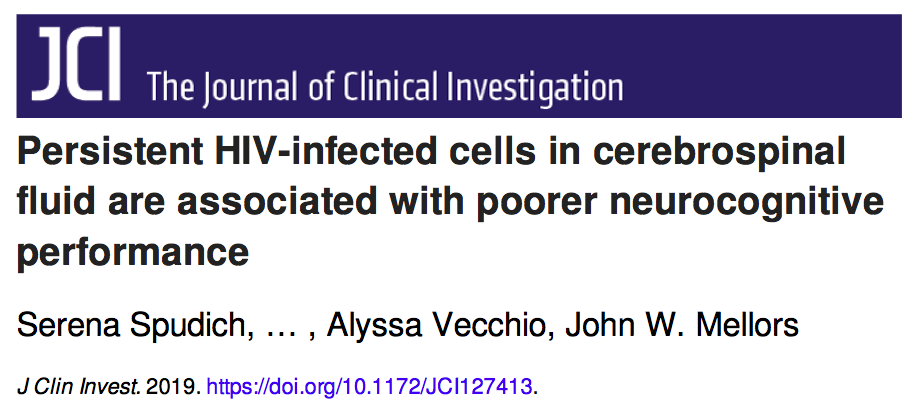 JCI The Journal of Clinical Investigation
Persistent HIV-infected cells in cerebrospinal
fluid are associated with poorer neurocognitive
performance
Serena Spudich, … , Alyssa Vecchio, John W. Mellors
J Clin Invest. 2019. https://doi.org/10.1172/JCI127413.